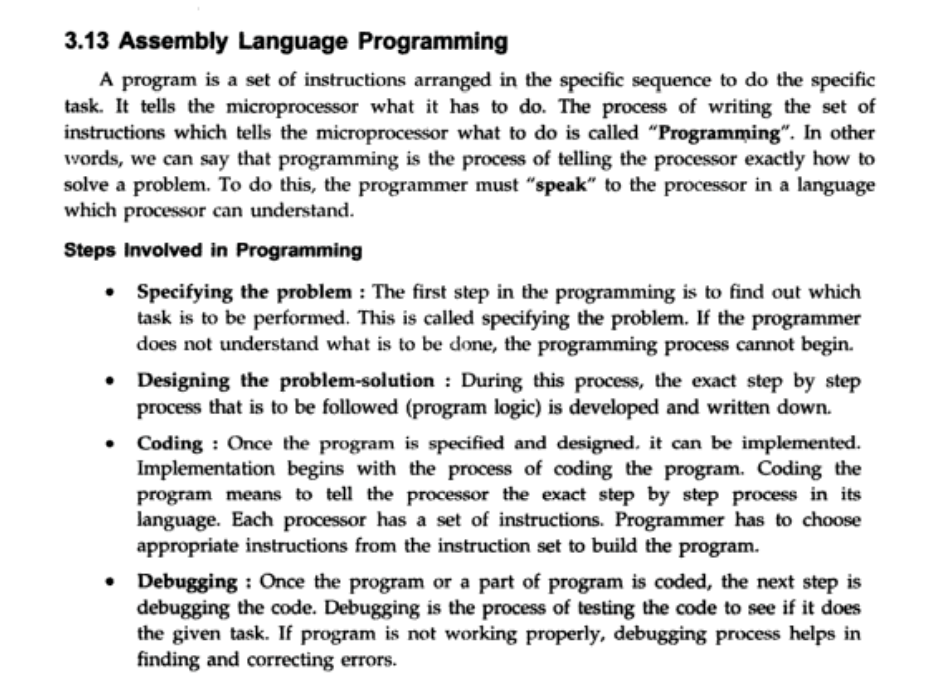 3.13 Assembly Language Programming
A program is a set of instructions arranged in the specific sequence to do the specific
task. It tells the microprocessor what it has to do. The process of writing the set of
instructions which tells the microprocessor what to do is called "Programming". In other
words, we can say that programming is the process of telling the processor exactly how to
solve a problem. To do this, the programmer must "speak" to the processor in a language
which processor can understand.
Steps Involved in Programming
• Specifying the problem : The first step in the programming is to find out which
task is to be performed. This is called specifying the problem. If the programmer
does not understand what is to be done, the programming process cannot begin.
• Designing the problem-solution : During this process, the exact step by step
process that is to be followed (program logic) is developed and written down.
• Coding : Once the program is specified and designed, it can be implemented.
Implementation begins with the process of coding the program. Coding the
program means to tell the processor the exact step by step process in its
language. Each processor has a set of instructions. Programmer has to choose
appropriate instructions from the instruction set to build the program.
• Debugging : Once the program or a part of program is coded, the next step is
debugging the code. Debugging is the process of testing the code to see if it does
the given task. If program is not working properly, debugging process helps in
finding and correcting errors.